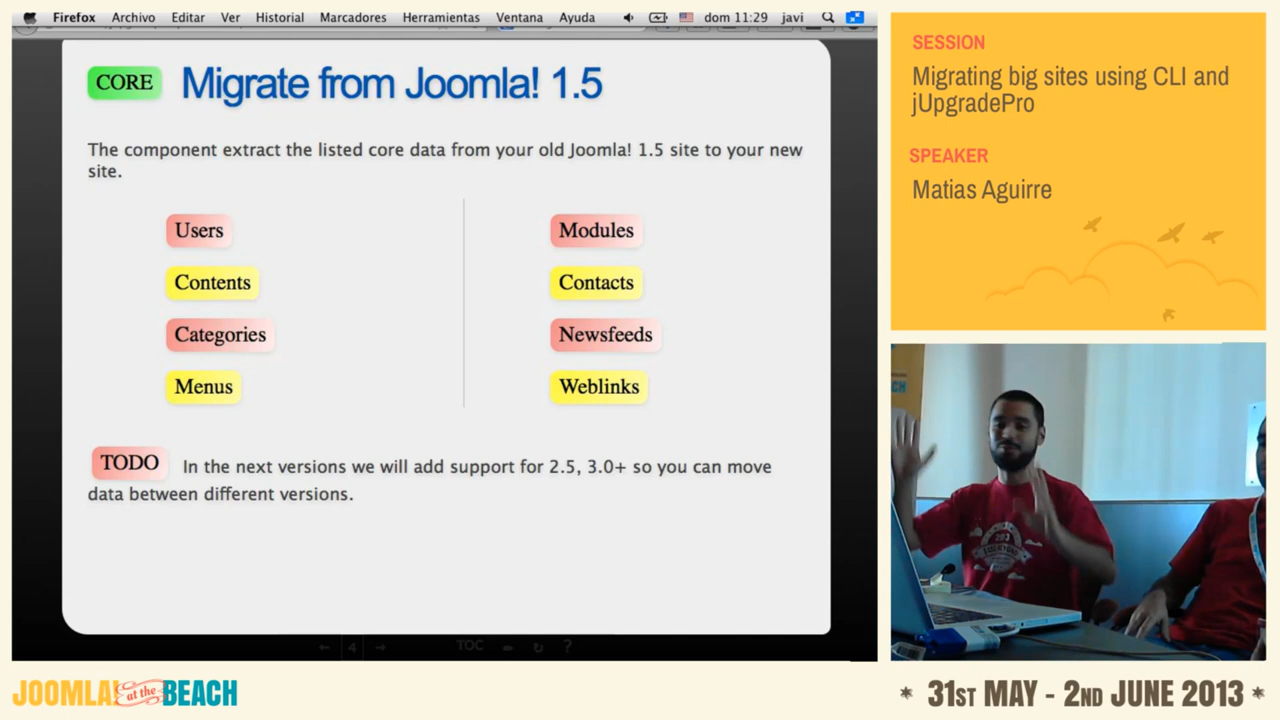 Firefox Archivo Editar Ver Historial Marcadores Herramientas Ventana Ayuda dom 11:29 javi
CORE Migrate from Joomla! 1.5
The component extract the listed core data from your old Joomla! 1.5 site to your new
site.
Users
Contents
Categories
Menus
Modules
Contacts
Newsfeeds
Weblinks
TODO In the next versions we will add support for 2.5, 3.0+ so you can move
data between different versions.
4 TOC ?
SESSION
Migrating big sites using CLI and
jUpgradePro
SPEAKER
Matias Aguirre
JOOMLA! at the BEACH
* 31ST MAY - 2ND JUNE 2013 *